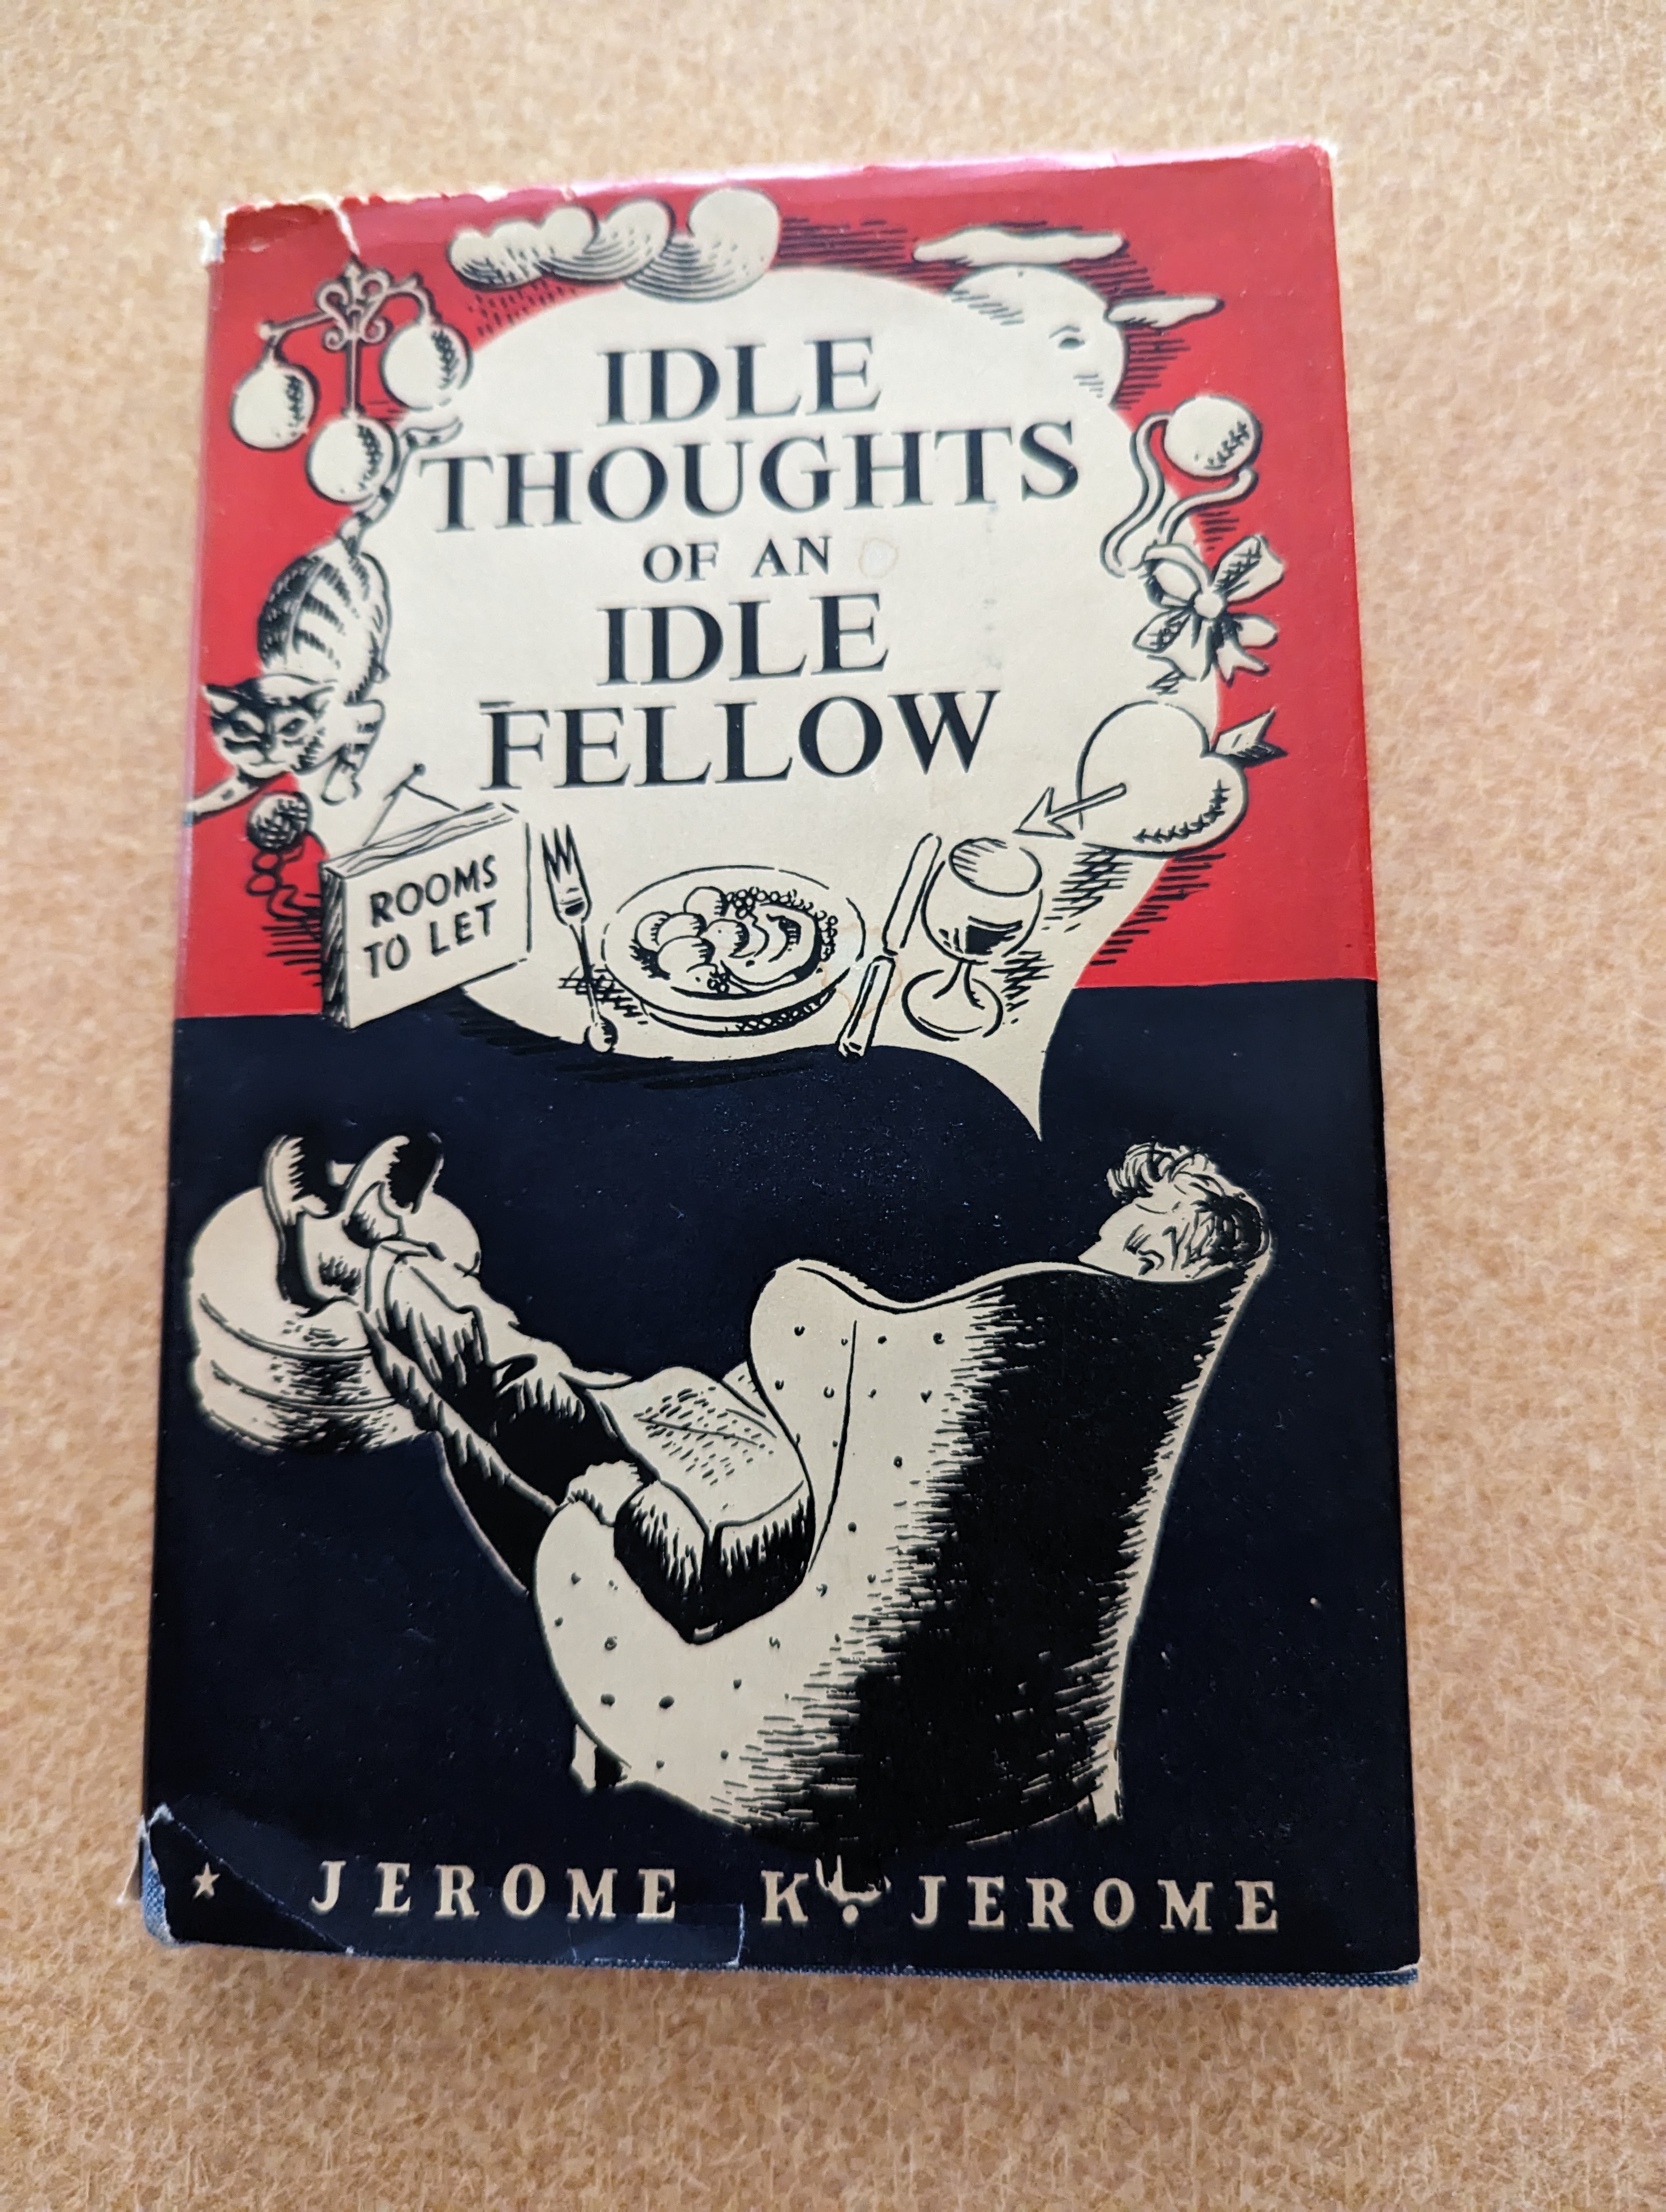 IDLE
THOUGHTS
OF AN
IDLE
FELLOW
ROOMS
TO LET
JEROME K. JEROME